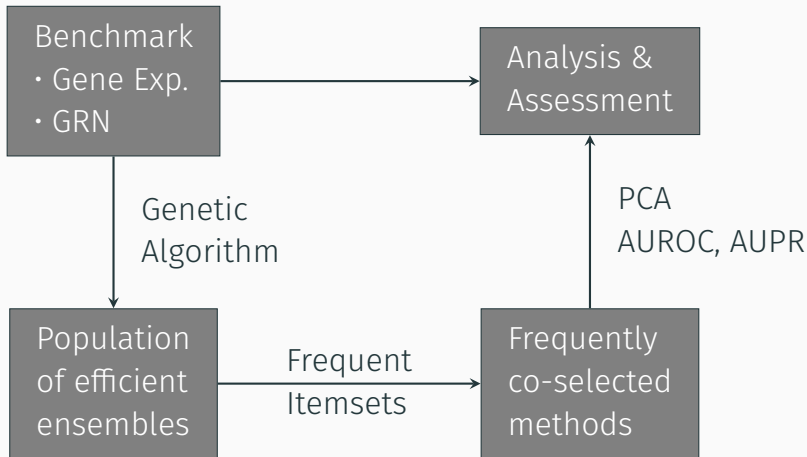 Benchmark
· Gene Exp.
· GRN
Analysis &
Assessment
Genetic
Algorithm
PCA
AUROC, AUPR
Population
of efficient
ensembles
Frequent
Itemsets
Frequently
co-selected
methods